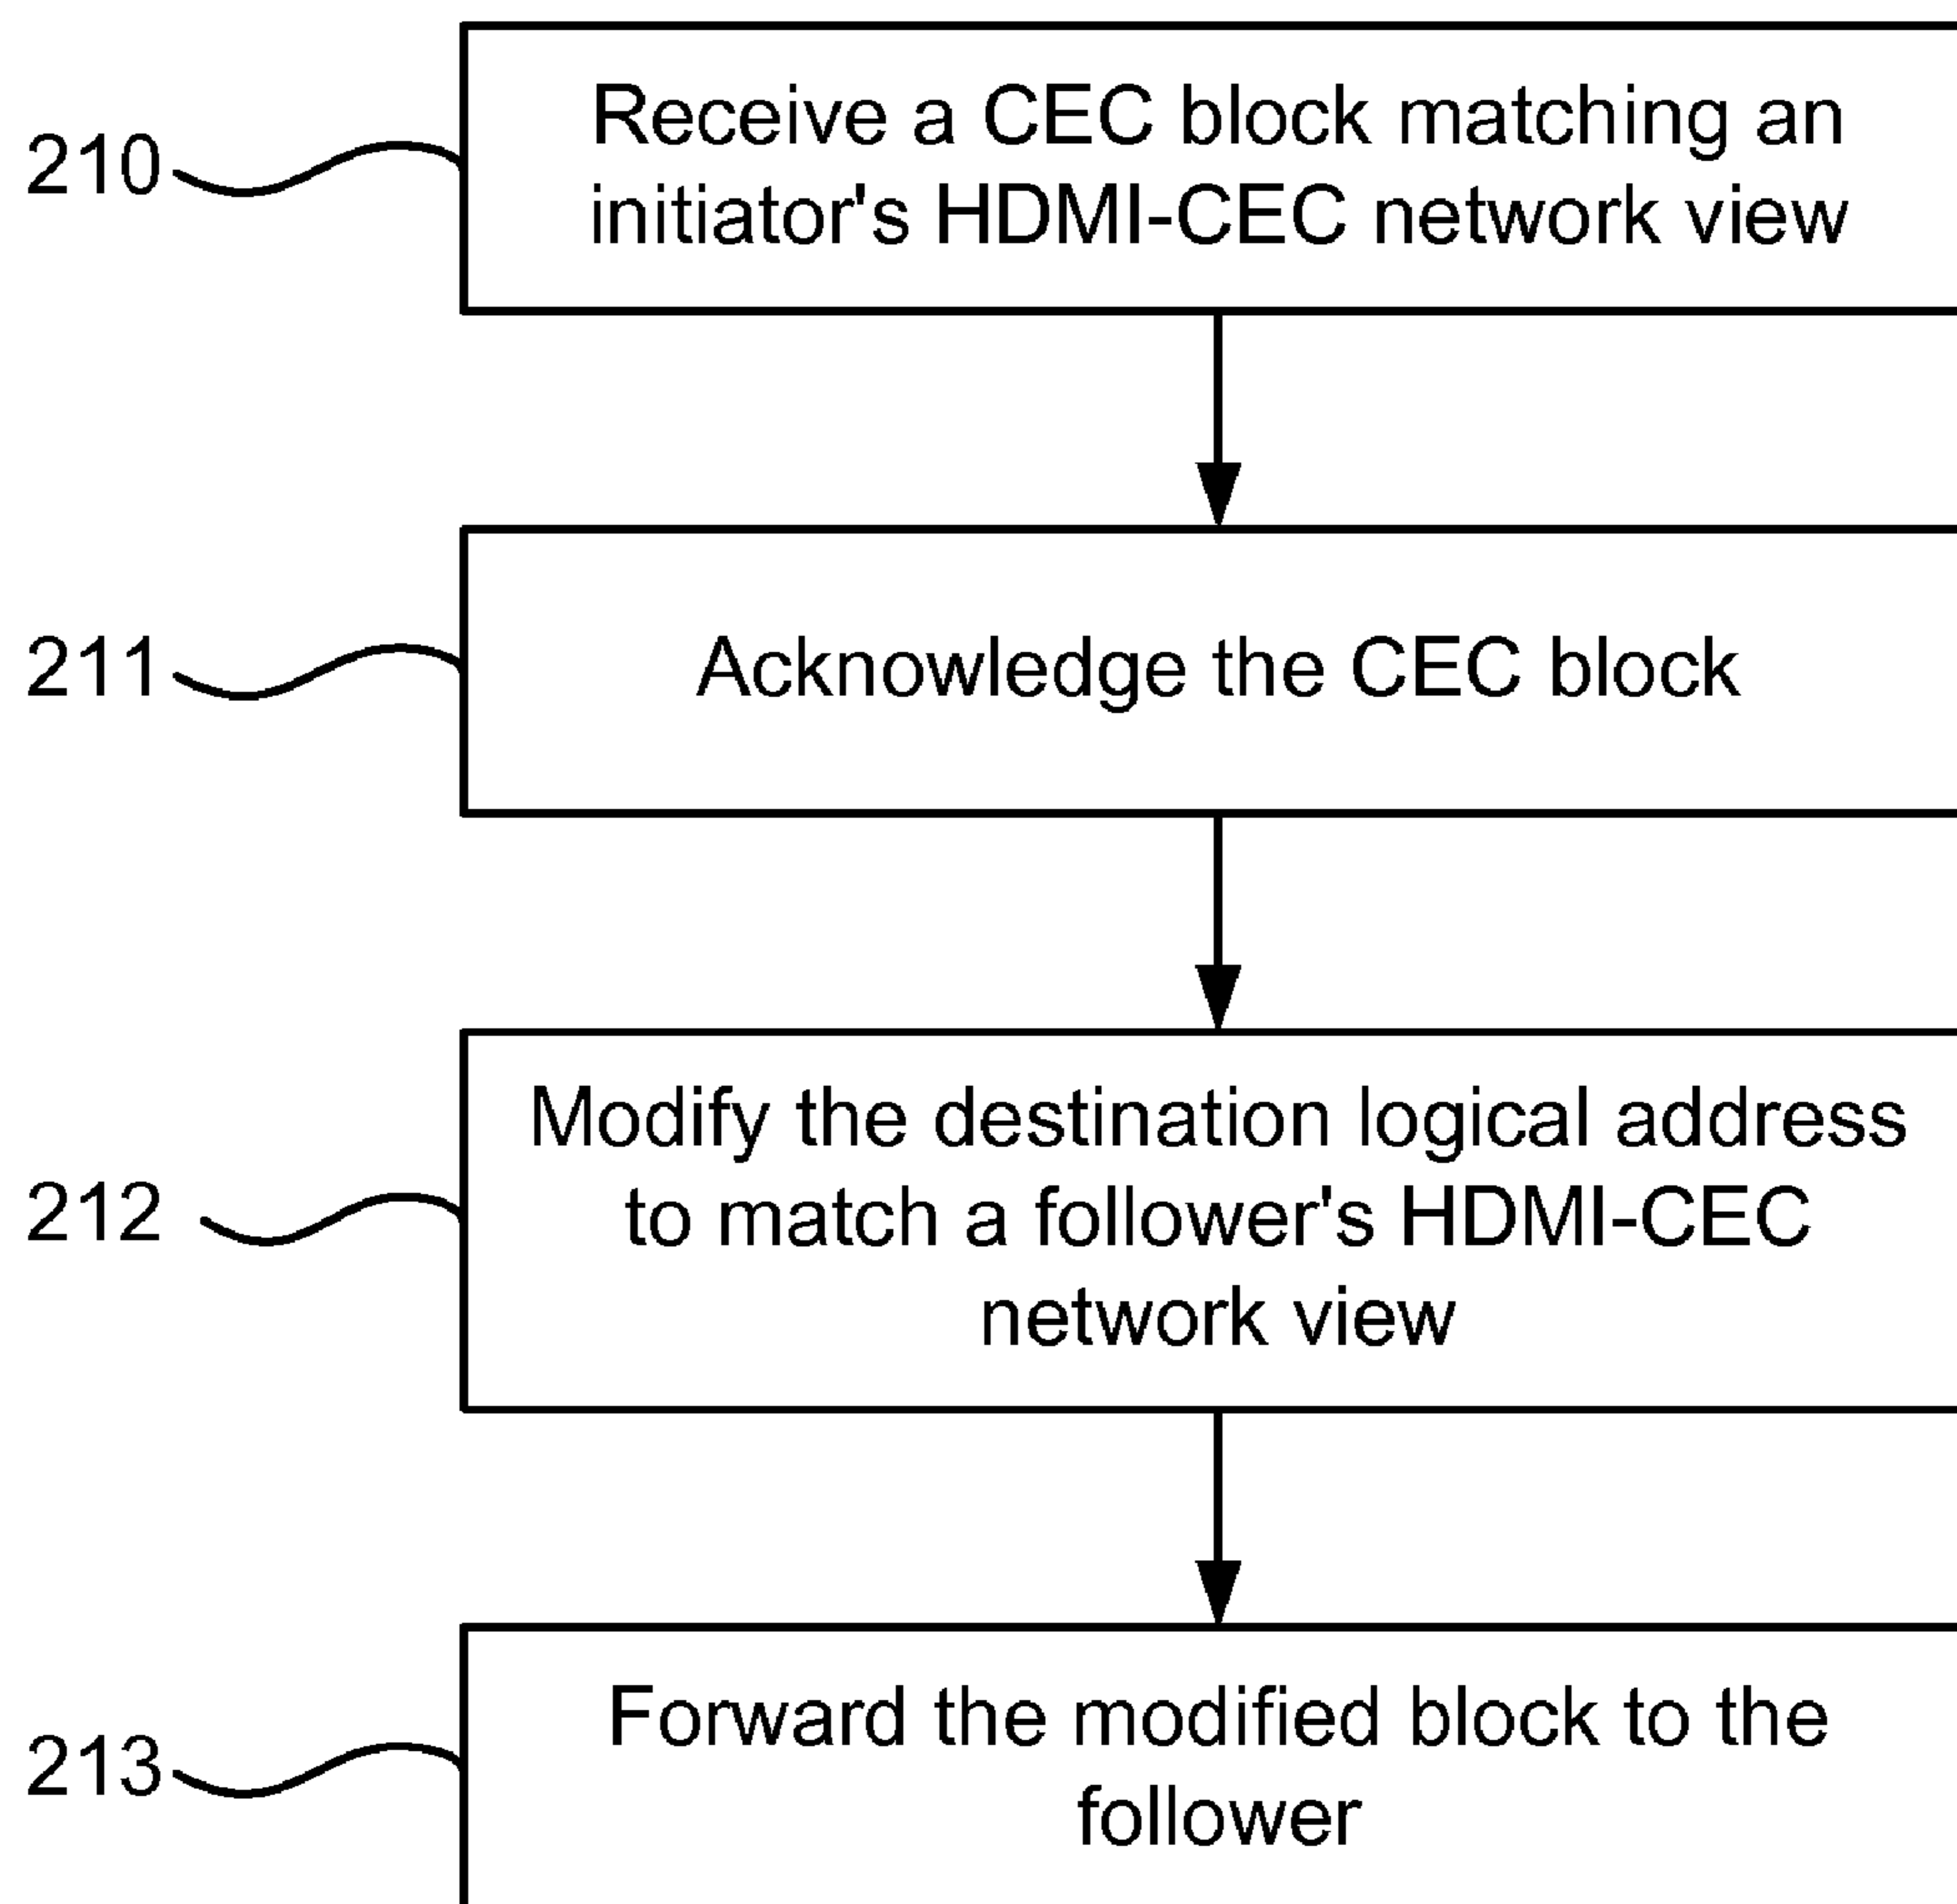 210
Receive a CEC block matching an
initiator's HDMI-CEC network view
211
Acknowledge the CEC block
212
Modify the destination logical address
to match a follower's HDMI-CEC
network view
213
Forward the modified block to the
follower